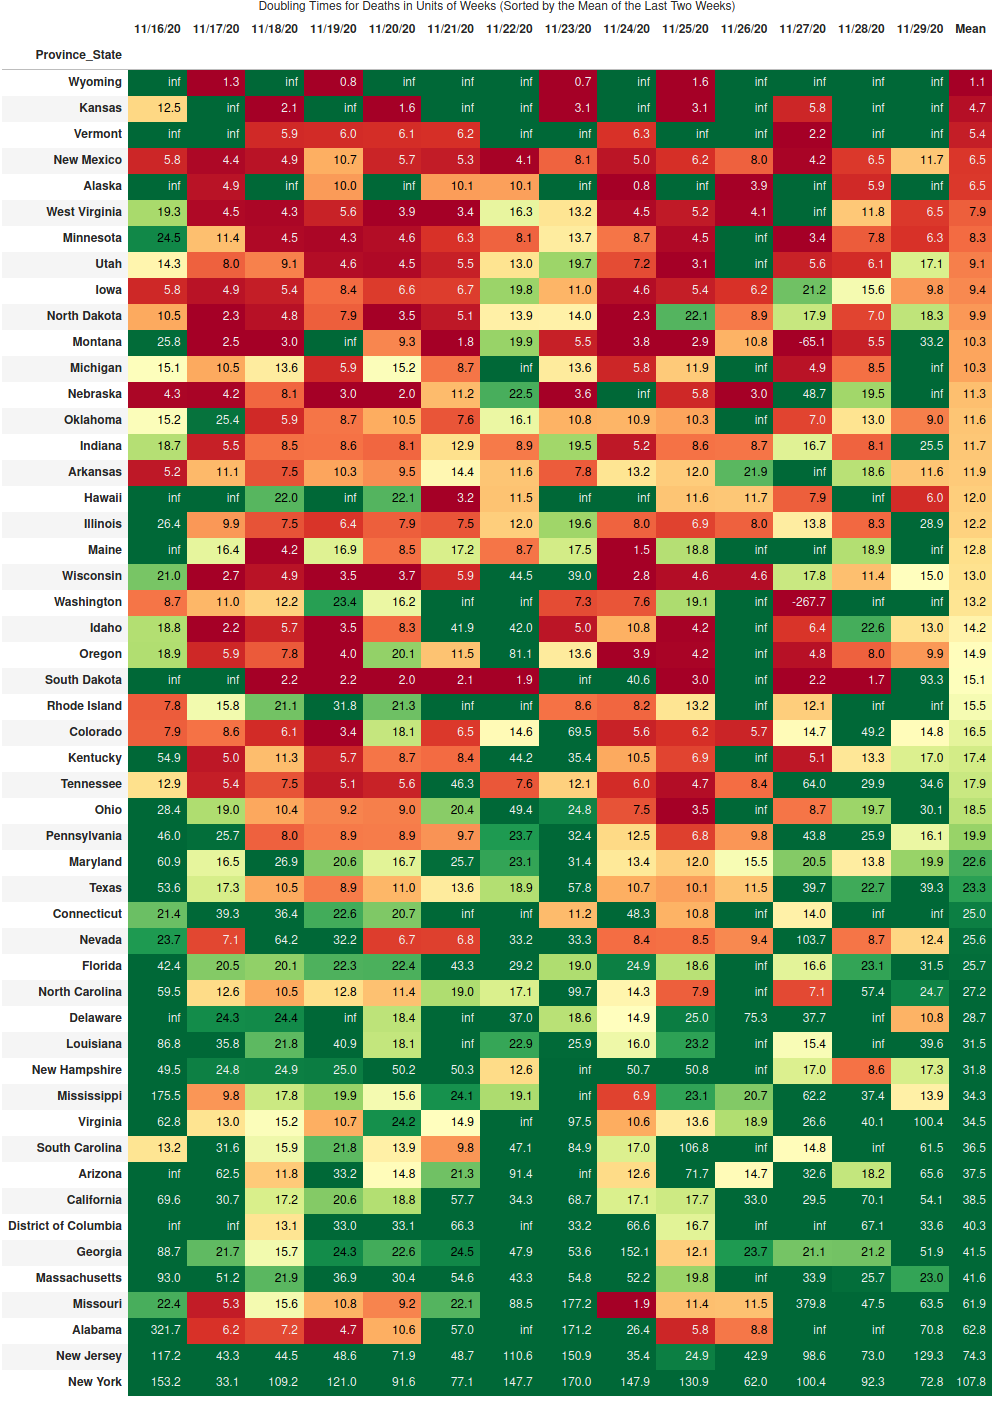 Doubling Times for Deaths in Units of Weeks (Sorted by the Mean of the Last Two Weeks)
11/16/20 11/17/20 11/18/20 11/19/20 11/20/20 11/21/20 11/22/20 11/23/20 11/24/20 11/25/20 11/26/20 11/27/20 11/28/20 11/29/20 Mean
Province_State
Wyoming inf 1.3 inf 0.8 inf inf inf 0.7 inf 1.6 inf inf inf inf 1.1
Kansas 12.5 inf 2.1 inf 1.6 inf inf 3.1 inf 3.1 inf 5.8 inf inf 4.7
Vermont inf inf 5.9 6.0 6.1 6.2 inf inf 6.3 inf inf 2.2 inf inf 5.4
New Mexico 5.8 4.4 4.9 10.7 5.7 5.3 4.1 8.1 5.0 6.2 8.0 4.2 6.5 11.7 6.5
Alaska inf 4.9 inf 10.0 inf 10.1 10.1 inf 0.8 inf 3.9 inf 5.9 inf 6.5
West Virginia 19.3 4.5 4.3 5.6 3.9 3.4 16.3 13.2 4.5 5.2 4.1 inf 11.8 6.5 7.9
Minnesota 24.5 11.4 4.5 4.3 4.6 6.3 8.1 13.7 8.7 4.5 inf 3.4 7.8 6.3 8.3
Utah 14.3 8.0 9.1 4.6 4.5 5.5 13.0 19.7 7.2 3.1 inf 5.6 6.1 17.1 9.1
Iowa 5.8 4.9 5.4 8.4 6.6 6.7 19.8 11.0 4.6 5.4 6.2 21.2 15.6 9.8 9.4
North Dakota 10.5 2.3 4.8 7.9 3.5 5.1 13.9 14.0 2.3 22.1 8.9 17.9 7.0 18.3 9.9
Montana 25.8 2.5 3.0 inf 9.3 1.8 19.9 5.5 3.8 2.9 10.8 -65.1 5.5 33.2 10.3
Michigan 15.1 10.5 13.6 5.9 15.2 8.7 inf 13.6 5.8 11.9 inf 4.9 8.5 inf 10.3
Nebraska 4.3 4.2 8.1 3.0 2.0 11.2 22.5 3.6 inf 5.8 3.0 48.7 19.5 inf 11.3
Oklahoma 15.2 25.4 5.9 8.7 10.5 7.6 16.1 10.8 10.9 10.3 inf 7.0 13.0 9.0 11.6
Indiana 18.7 5.5 8.5 8.6 8.1 12.9 8.9 19.5 5.2 8.6 8.7 16.7 8.1 25.5 11.7
Arkansas 5.2 11.1 7.5 10.3 9.5 14.4 11.6 7.8 13.2 12.0 21.9 inf 18.6 11.6 11.9
Hawaii inf inf 22.0 inf 22.1 3.2 11.5 inf inf 11.6 11.7 7.9 inf 6.0 12.0
Illinois 26.4 9.9 7.5 6.4 7.9 7.5 12.0 19.6 8.0 6.9 8.0 13.8 8.3 28.9 12.2
Maine inf 16.4 4.2 16.9 8.5 17.2 8.7 17.5 1.5 18.8 inf inf 18.9 inf 12.8
Wisconsin 21.0 2.7 4.9 3.5 3.7 5.9 44.5 39.0 2.8 4.6 4.6 17.8 11.4 15.0 13.0
Washington 8.7 11.0 12.2 23.4 16.2 inf inf 7.3 7.6 19.1 inf -267.7 inf inf 13.2
Idaho 18.8 2.2 5.7 3.5 8.3 41.9 42.0 5.0 10.8 4.2 inf 6.4 22.6 13.0 14.2
Oregon 18.9 5.9 7.8 4.0 20.1 11.5 81.1 13.6 3.9 4.2 inf 4.8 8.0 9.9 14.9
South Dakota inf inf 2.2 2.2 2.0 2.1 1.9 inf 40.6 3.0 inf 2.2 1.7 93.3 15.1
Rhode Island 7.8 15.8 21.1 31.8 21.3 inf inf 8.6 8.2 13.2 inf 12.1 inf inf 15.5
Colorado 7.9 8.6 6.1 3.4 18.1 6.5 14.6 69.5 5.6 6.2 5.7 14.7 49.2 14.8 16.5
Kentucky 54.9 5.0 11.3 5.7 8.7 8.4 44.2 35.4 10.5 6.9 inf 5.1 13.3 17.0 17.4
Tennessee 12.9 5.4 7.5 5.1 5.6 46.3 7.6 12.1 6.0 4.7 8.4 64.0 29.9 34.6 17.9
Ohio 28.4 19.0 10.4 9.2 9.0 20.4 49.4 24.8 7.5 3.5 inf 8.7 19.7 30.1 18.5
Pennsylvania 46.0 25.7 8.0 8.9 8.9 9.7 23.7 32.4 12.5 6.8 9.8 43.8 25.9 16.1 19.9
Maryland 60.9 16.5 26.9 20.6 16.7 25.7 23.1 31.4 13.4 12.0 15.5 20.5 13.8 19.9 22.6
Texas 53.6 17.3 10.5 8.9 11.0 13.6 18.9 57.8 10.7 10.1 11.5 39.7 22.7 39.3 23.3
Connecticut 21.4 39.3 36.4 22.6 20.7 inf inf 11.2 48.3 10.8 inf 14.0 inf inf 25.0
Nevada 23.7 7.1 64.2 32.2 6.7 6.8 33.2 33.3 8.4 8.5 9.4 103.7 8.7 12.4 25.6
Florida 42.4 20.5 20.1 22.3 22.4 43.3 29.2 19.0 24.9 18.6 inf 16.6 23.1 31.5 25.7
North Carolina 59.5 12.6 10.5 12.8 11.4 19.0 17.1 99.7 14.3 7.9 inf 7.1 57.4 24.7 27.2
Delaware inf 24.3 24.4 inf 18.4 inf 37.0 18.6 14.9 25.0 75.3 37.7 inf 10.8 28.7
Louisiana 86.8 35.8 21.8 40.9 18.1 inf 22.9 25.9 16.0 23.2 inf 15.4 inf 39.6 31.5
New Hampshire 49.5 24.8 24.9 25.0 50.2 50.3 12.6 inf 50.7 50.8 inf 17.0 8.6 17.3 31.8
Mississippi 175.5 9.8 17.8 19.9 15.6 24.1 19.1 inf 6.9 23.1 20.7 62.2 37.4 13.9 34.3
Virginia 62.8 13.0 15.2 10.7 24.2 14.9 inf 97.5 10.6 13.6 18.9 26.6 40.1 100.4 34.5
South Carolina 13.2 31.6 15.9 21.8 13.9 9.8 47.1 84.9 17.0 106.8 inf 14.8 inf 61.5 36.5
Arizona inf 62.5 11.8 33.2 14.8 21.3 91.4 inf 12.6 71.7 14.7 32.6 18.2 65.6 37.5
California 69.6 30.7 17.2 20.6 18.8 57.7 34.3 68.7 17.1 17.7 33.0 29.5 70.1 54.1 38.5
District of Columbia inf inf 13.1 33.0 33.1 66.3 inf 33.2 66.6 16.7 inf inf 67.1 33.6 40.3
Georgia 88.7 21.7 15.7 24.3 22.6 24.5 47.9 53.6 152.1 12.1 23.7 21.1 21.2 51.9 41.5
Massachusetts 93.0 51.2 21.9 36.9 30.4 54.6 43.3 54.8 52.2 19.8 inf 33.9 25.7 23.0 41.6
Missouri 22.4 5.3 15.6 10.8 9.2 22.1 88.5 177.2 1.9 11.4 11.5 379.8 47.5 63.5 61.9
Alabama 321.7 6.2 7.2 4.7 10.6 57.0 inf 171.2 26.4 5.8 8.8 inf inf 70.8 62.8
New Jersey 117.2 43.3 44.5 48.6 71.9 48.7 110.6 150.9 35.4 24.9 42.9 98.6 73.0 129.3 74.3
New York 153.2 33.1 109.2 121.0 91.6 77.1 147.7 170.0 147.9 130.9 62.0 100.4 92.3 72.8 107.8